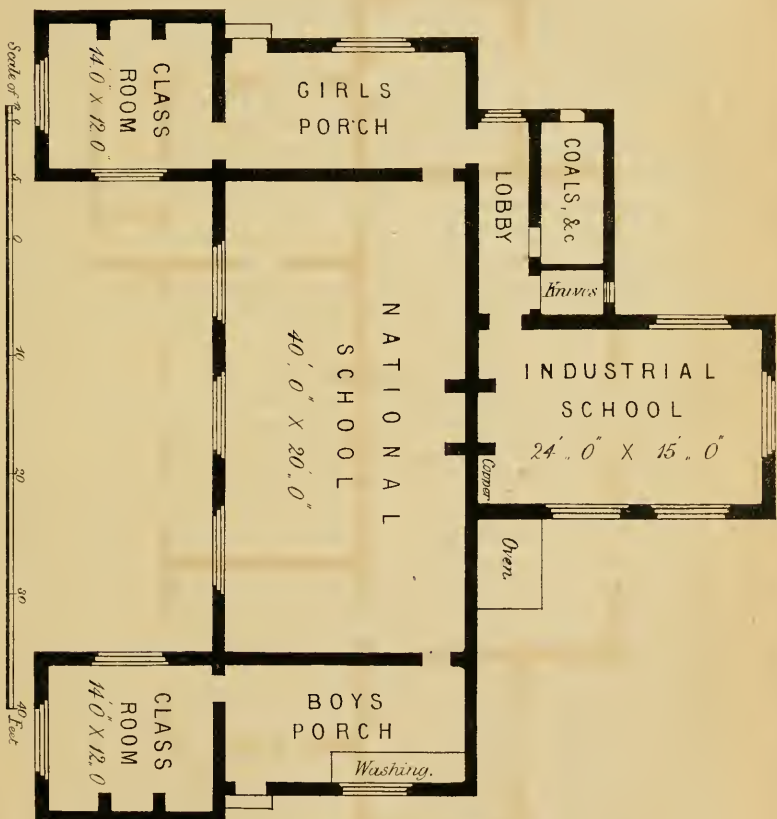 CLASS
ROOM
14'.0" X 12.0"
GIRLS
PORCH
COALS, &c
LOBBY
Knives
NATIONAL
SCHOOL
40'. 0" X 20'. 0"
INDUSTRIAL
SCHOOL
24'. 0" X 15'. 0"
Copper
Oven
CLASS
ROOM
14'0" X 12.0
BOYS
PORCH
Washing.
Scale of
5
0
10
20
30
40 Feet